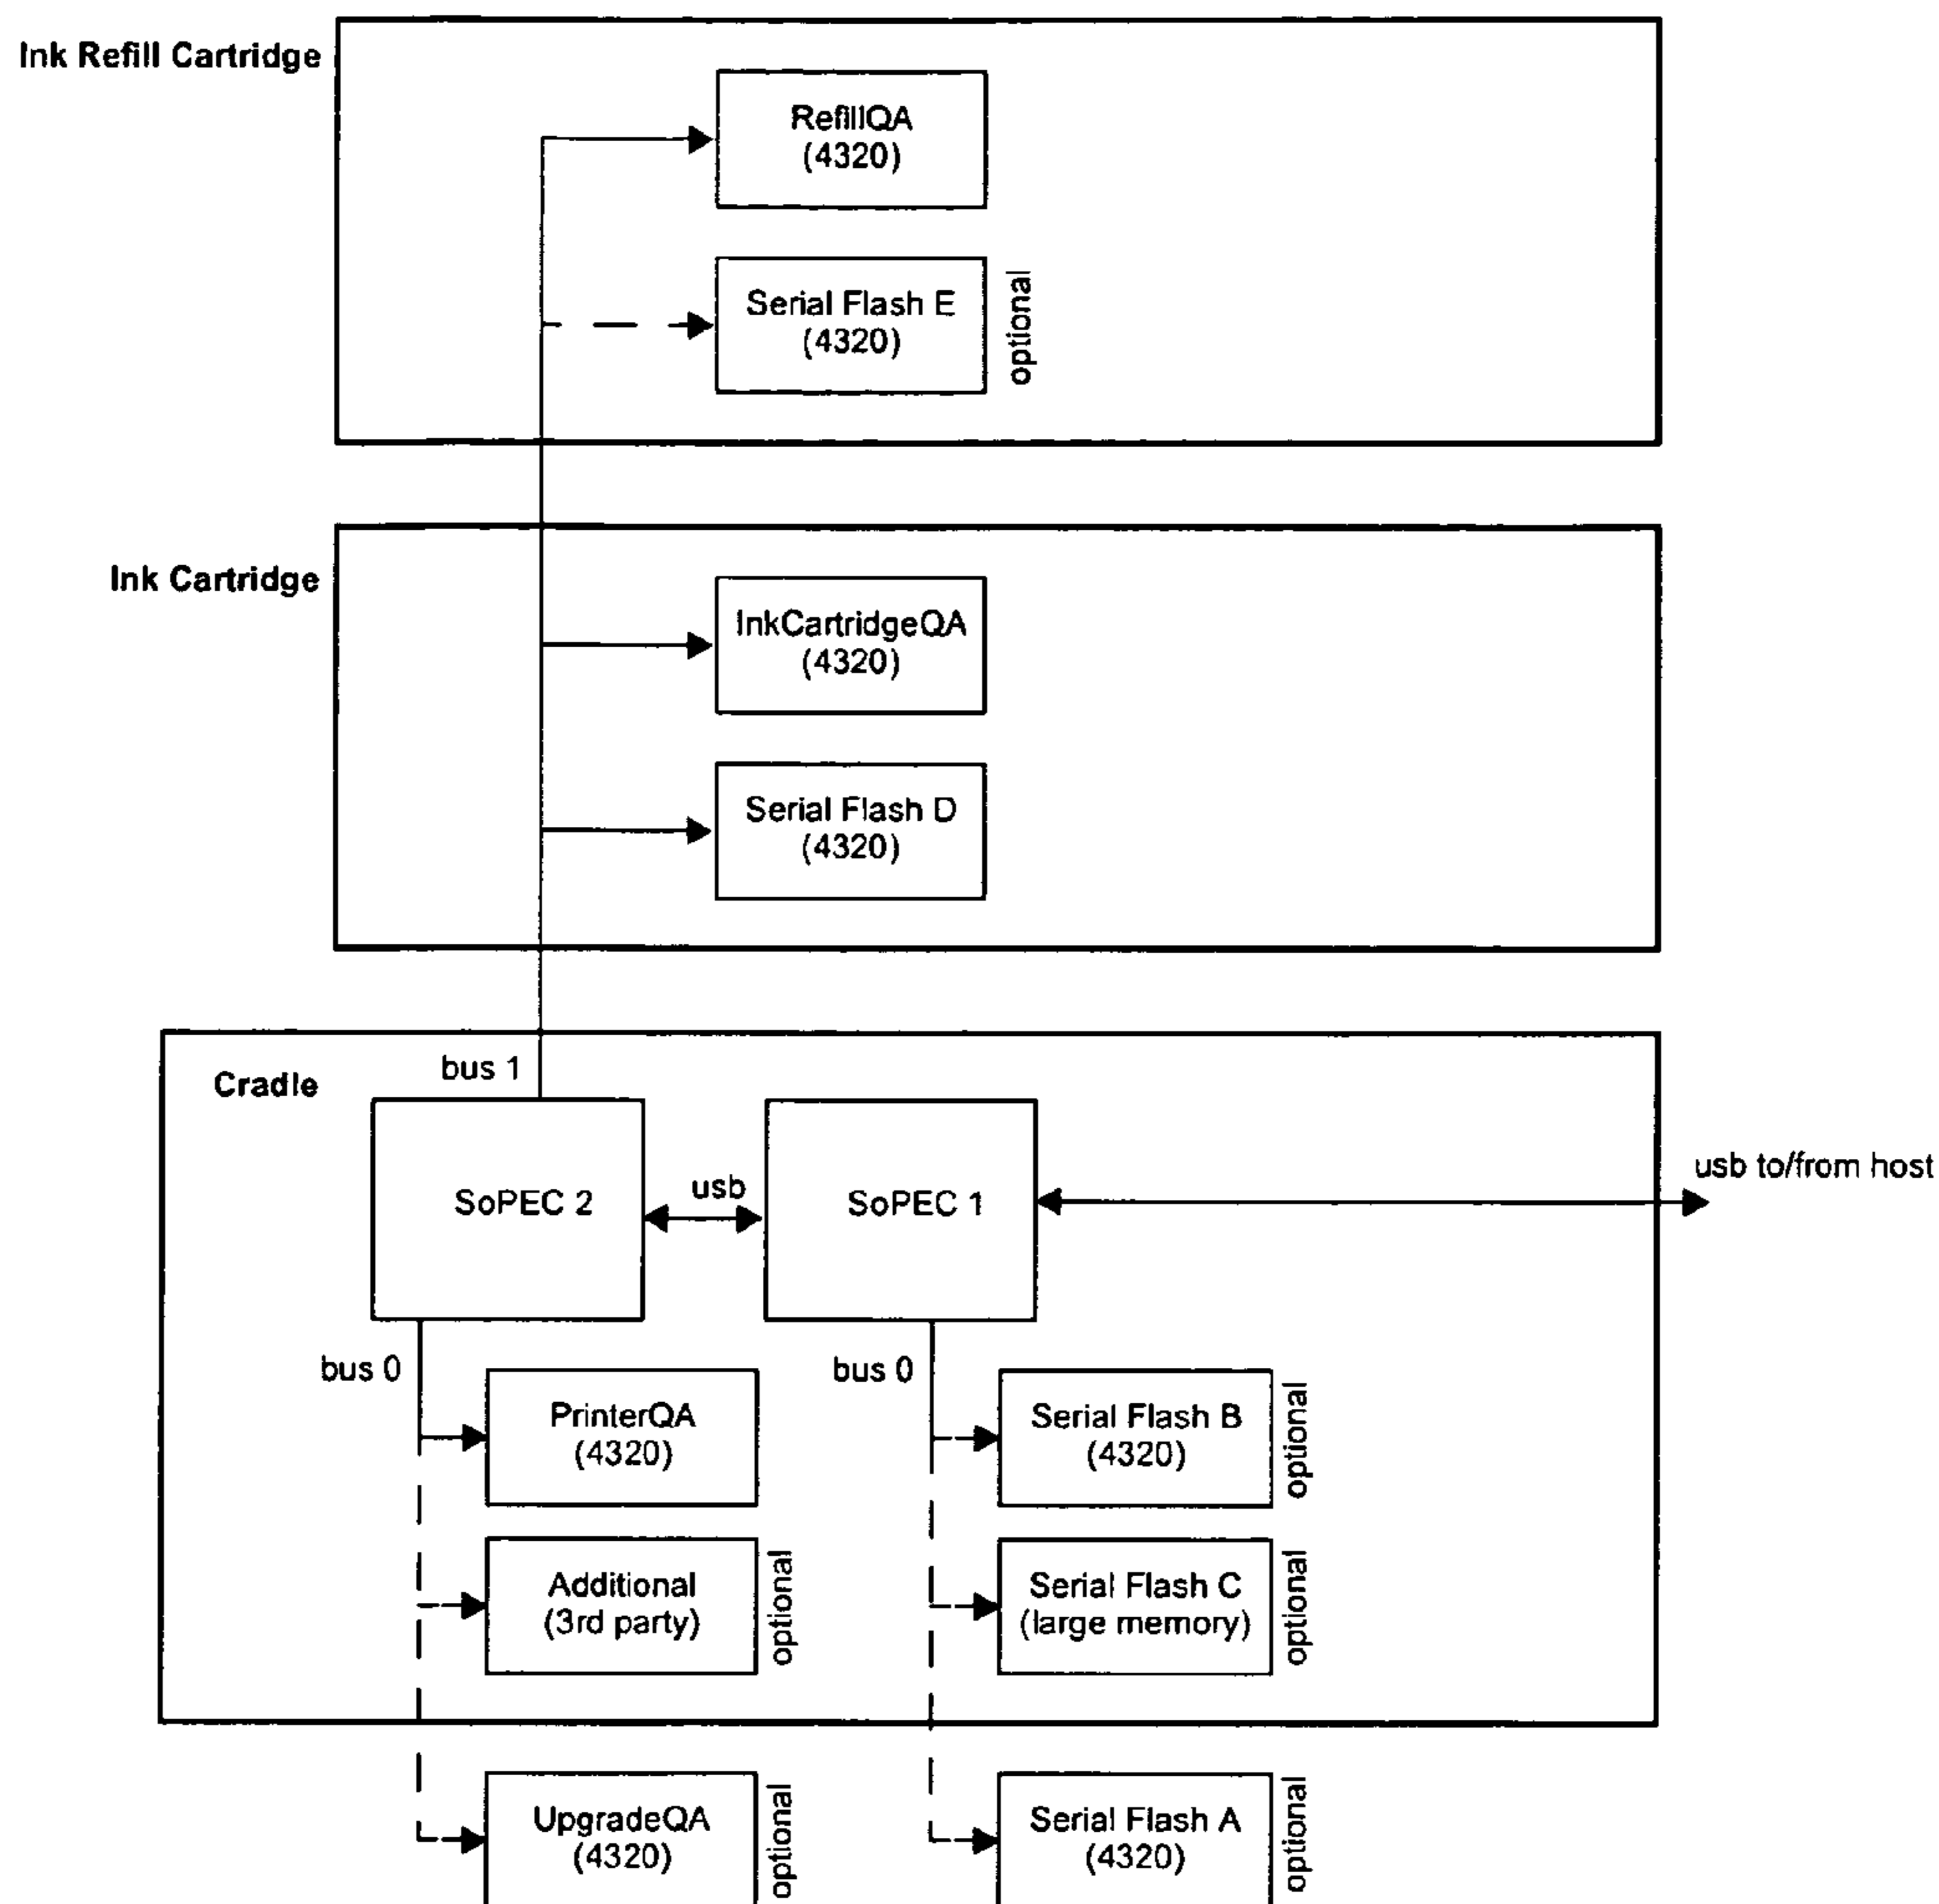 Ink Refill Cartridge
RefillQA
(4320)
Serial Flash E
(4320)
optional
Ink Cartridge
InkCartridgeQA
(4320)
Serial Flash D
(4320)
Cradle
bus 1
SoPEC 2
usb
SoPEC 1
usb to/from host
bus 0
PrinterQA
(4320)
bus 0
Serial Flash B
(4320)
optional
Additional
(3rd party)
optional
Serial Flash C
(large memory)
optional
UpgradeQA
(4320)
optional
Serial Flash A
(4320)
optional